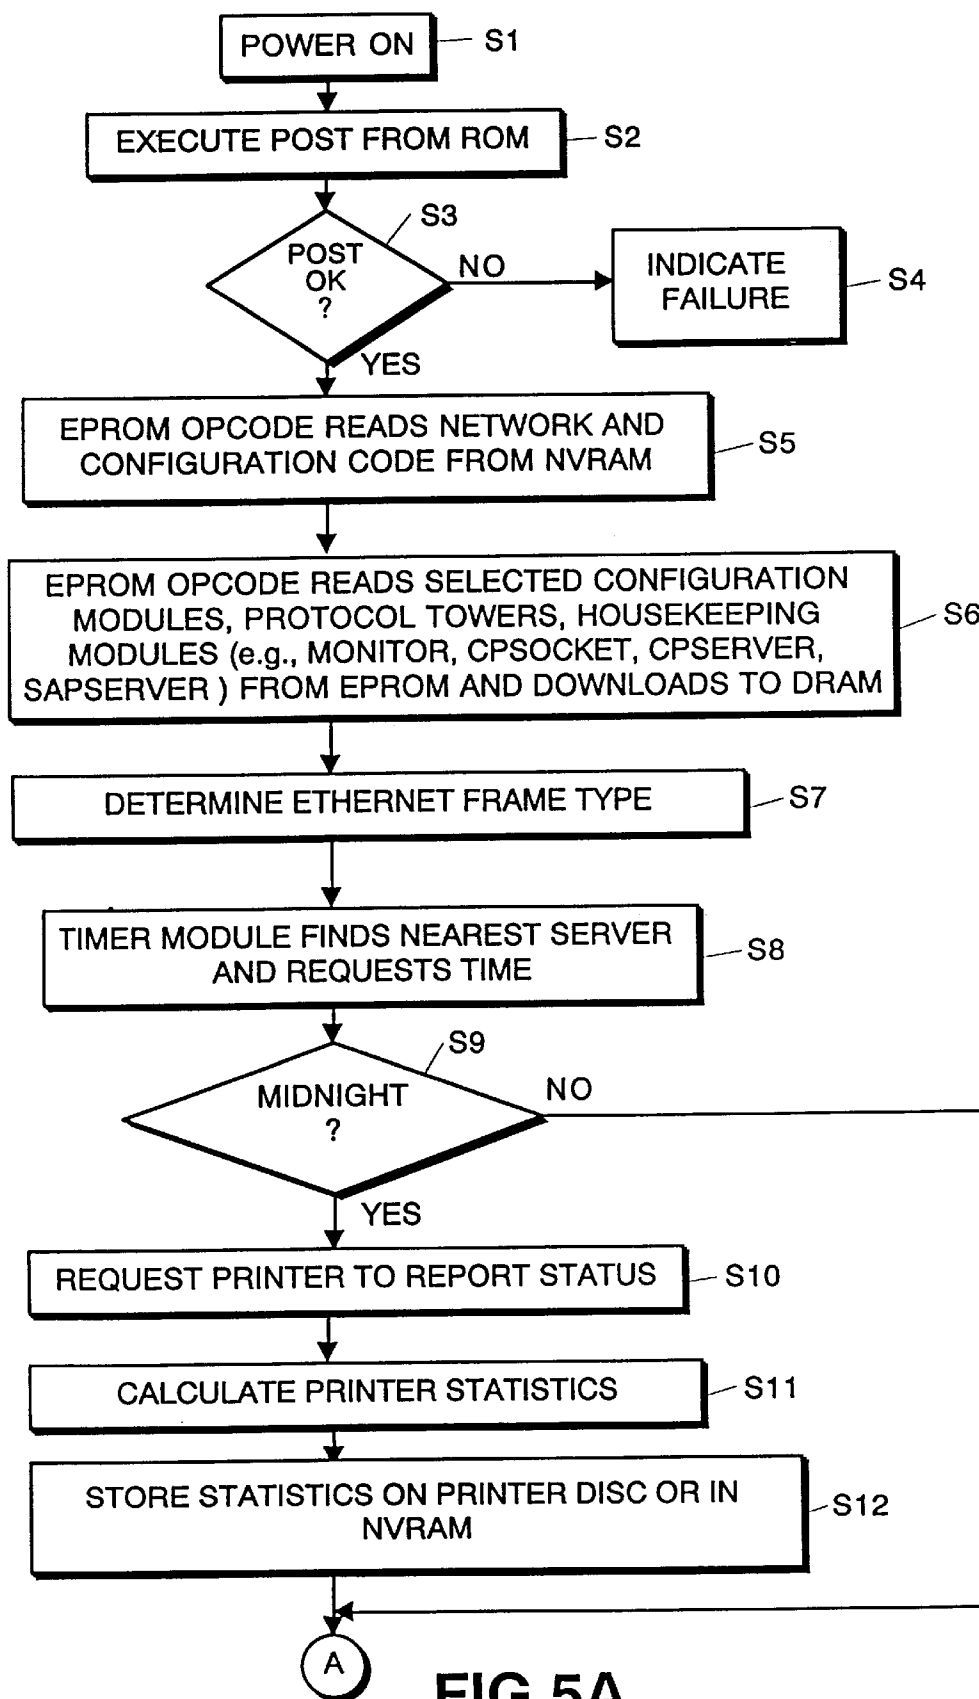 POWER ON
S1
EXECUTE POST FROM ROM
S2
S3
POST
OK
?
NO
INDICATE
FAILURE
S4
YES
EPROM OPCODE READS NETWORK AND
CONFIGURATION CODE FROM NVRAM
S5
EPROM OPCODE READS SELECTED CONFIGURATION
MODULES, PROTOCOL TOWERS, HOUSEKEEPING
MODULES (e.g., MONITOR, CPSOCKET, CPSERVER,
SAPSERVER ) FROM EPROM AND DOWNLOADS TO DRAM
S6
DETERMINE ETHERNET FRAME TYPE
S7
TIMER MODULE FINDS NEAREST SERVER
AND REQUESTS TIME
S8
S9
MIDNIGHT
?
NO
YES
REQUEST PRINTER TO REPORT STATUS
S10
CALCULATE PRINTER STATISTICS
S11
STORE STATISTICS ON PRINTER DISC OR IN
NVRAM
S12
A
FIG.5A